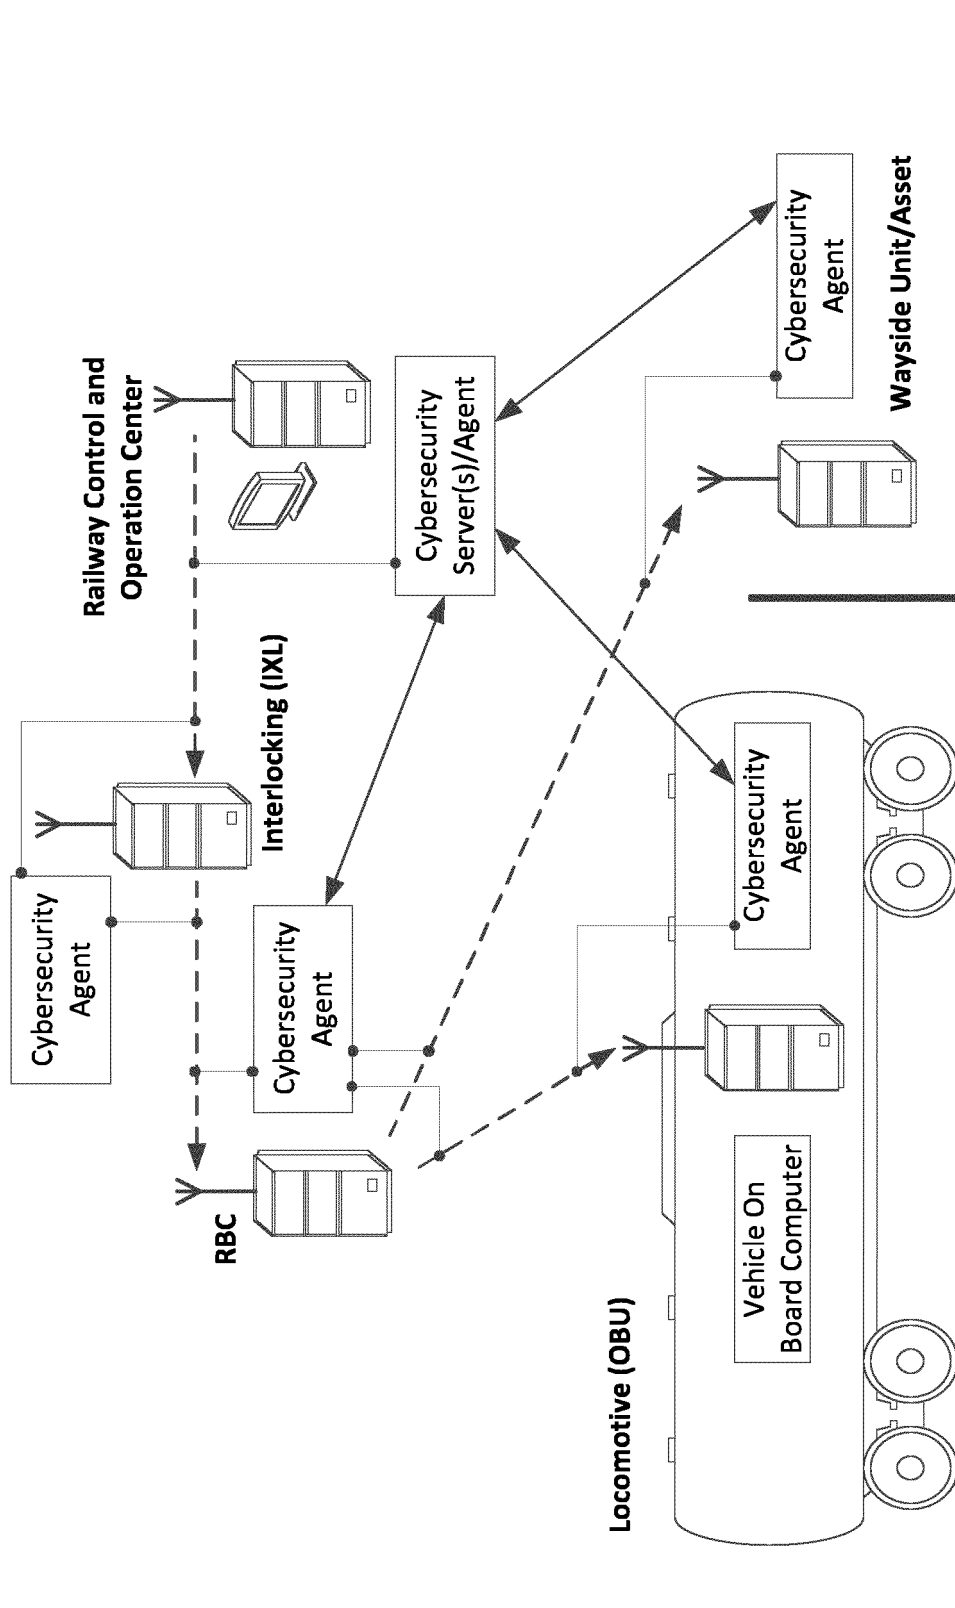 Cybersecurity
Agent
Railway Control and
Operation Center
Interlocking (IXL)
RBC
Cybersecurity
Agent
Cybersecurity
Server(s)/Agent
Locomotive (OBU)
Vehicle On
Board Computer
Cybersecurity
Agent
Cybersecurity
Agent
Wayside Unit/Asset